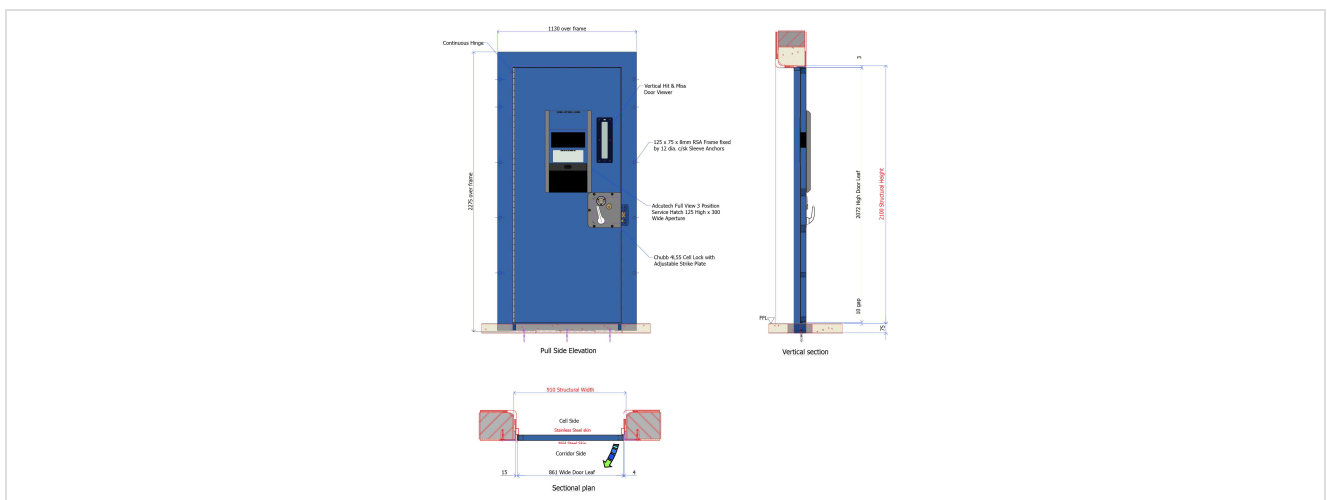 1130 over frame
Continuous Hinge
Vertical Hit & Miss
Door Viewer
125 x 75 x 8mm RSA Frame fixed
by 12 dia. c/sk Sleeve Anchors
2275 over frame
Adcutech Full View 3 Position
Service Hatch 125 High x 300
Wide Aperture
Chubb 4L55 Cell Lock with
Adjustable Strike Plate
Pull Side Elevation
3
2072 High Door Leaf
2100 Structural Height
10 gap
FFL
75
Vertical section
910 Structural Width
Cell Side
Stainless Steel skin
Corridor Side
15
861 Wide Door Leaf
4
Sectional plan